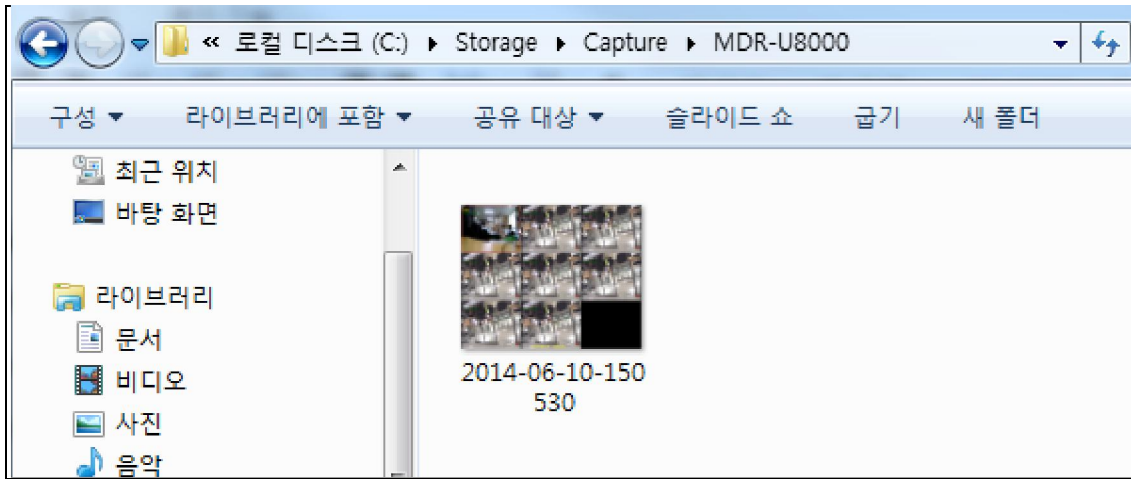 « 로컬 디스크 (C:) ▸ Storage ▸ Capture ▸ MDR-U8000
구성 라이브러리에 포함 공유 대상 슬라이드 쇼 굽기 새 폴더
최근 위치
바탕 화면
라이브러리
문서
비디오
사진
음악
2014-06-10-150
530